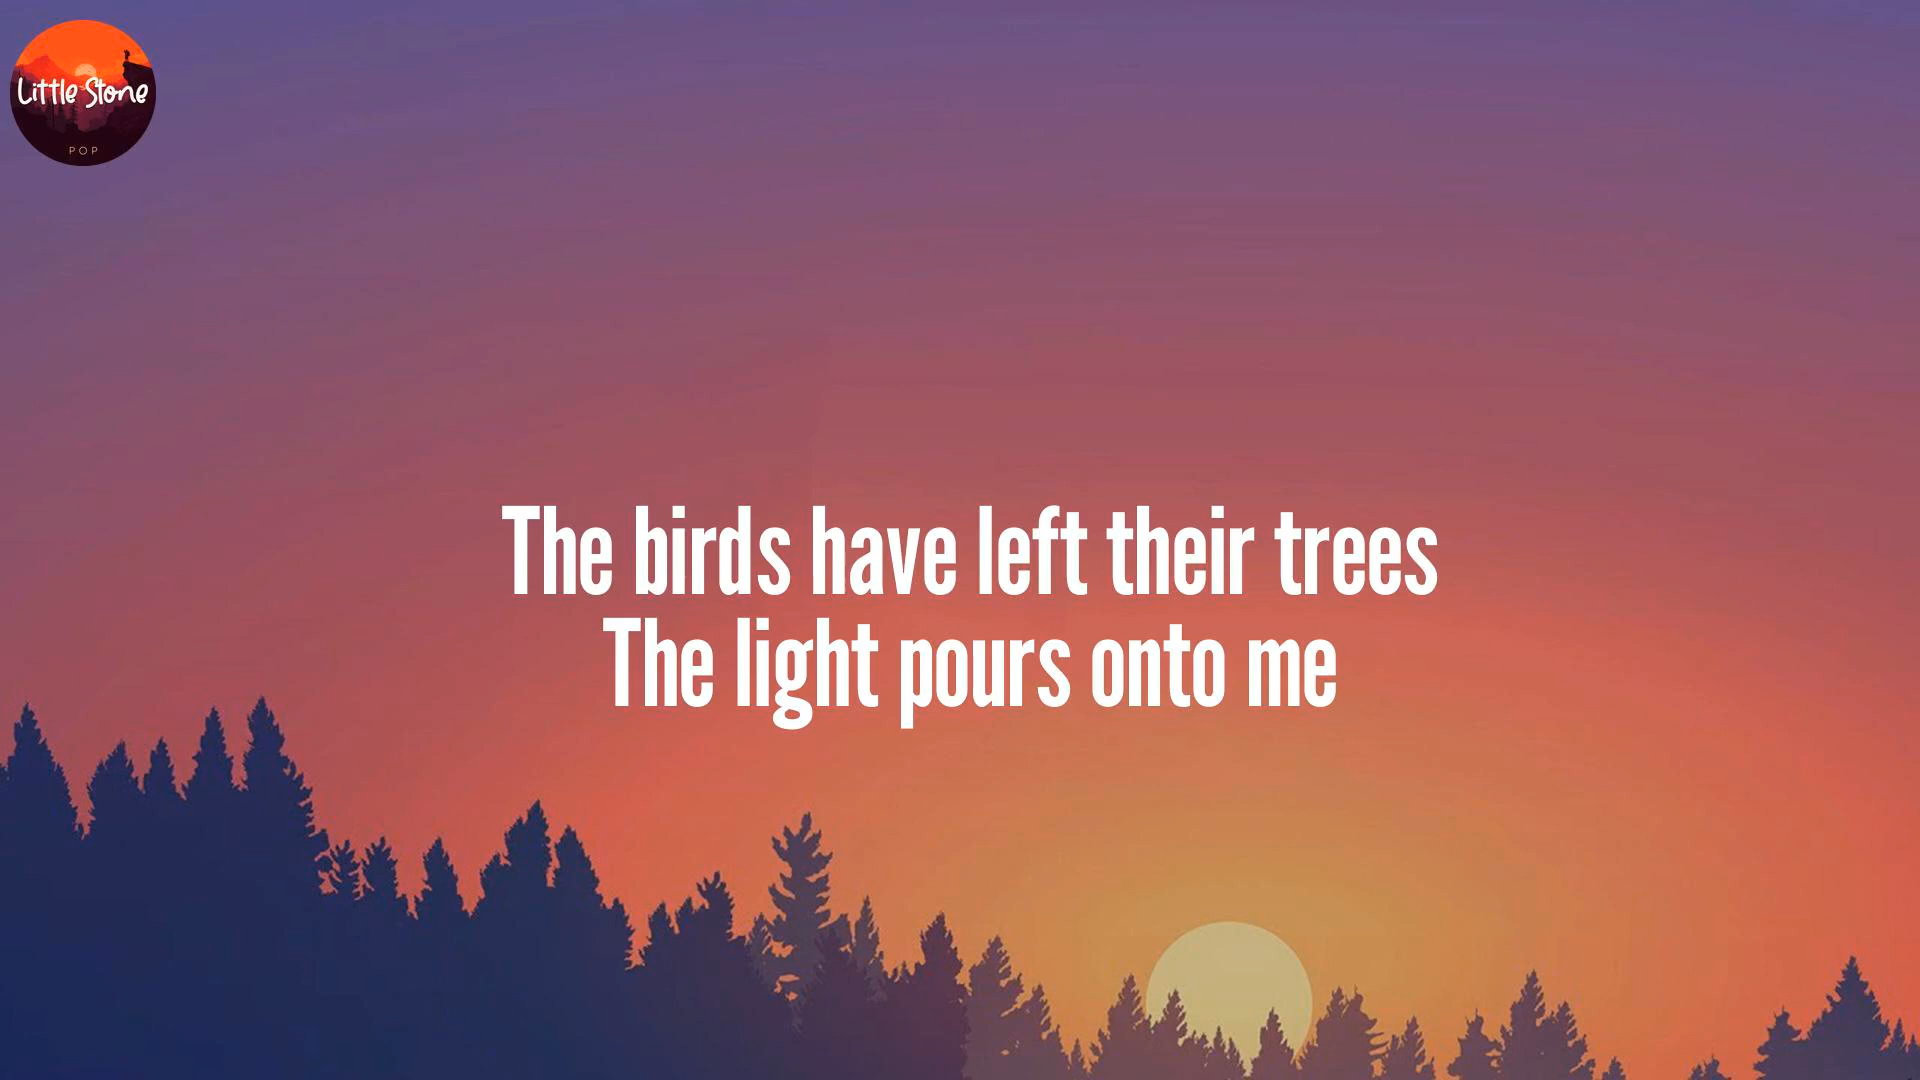 Little Stone
POP
The birds have left their trees
The light pours onto me